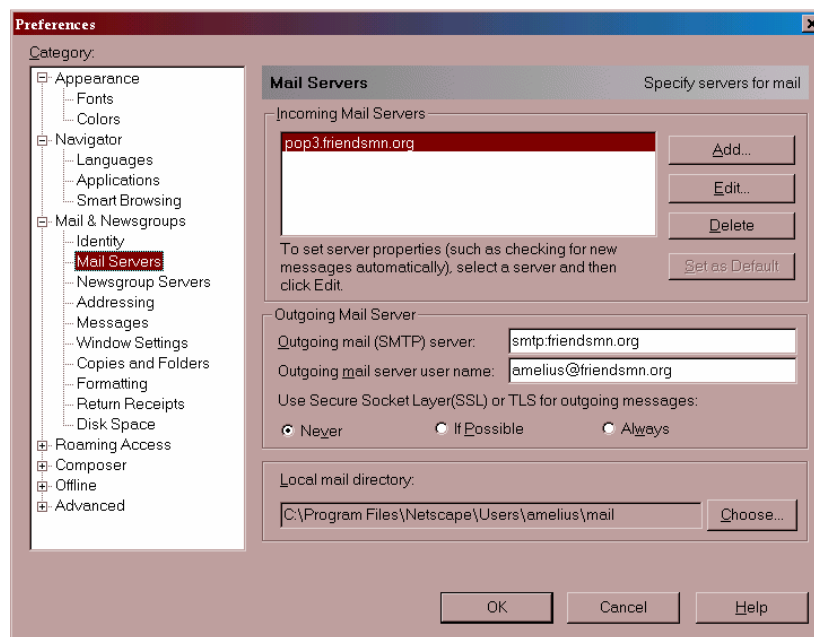 Preferences
Category:
Appearance
Fonts
Colors
Navigator
Languages
Applications
Smart Browsing
Mail & Newsgroups
Identity
Mail Servers
Newsgroup Servers
Addressing
Messages
Window Settings
Copies and Folders
Formatting
Return Receipts
Disk Space
Roaming Access
Composer
Offline
Advanced
Mail Servers Specify servers for mail
Incoming Mail Servers
pop3.friendsmn.org
Add...
Edit...
Delete
Set as Default
To set server properties (such as checking for new
messages automatically), select a server and then
click Edit.
Outgoing Mail Server
Outgoing mail (SMTP) server: smtp:friendsmn.org
Outgoing mail server user name: amelius@friendsmn.org
Use Secure Socket Layer(SSL) or TLS for outgoing messages:
Never If Possible Always
Local mail directory:
C:\Program Files\Netscape\Users\amelius\mail Choose...
OK Cancel Help